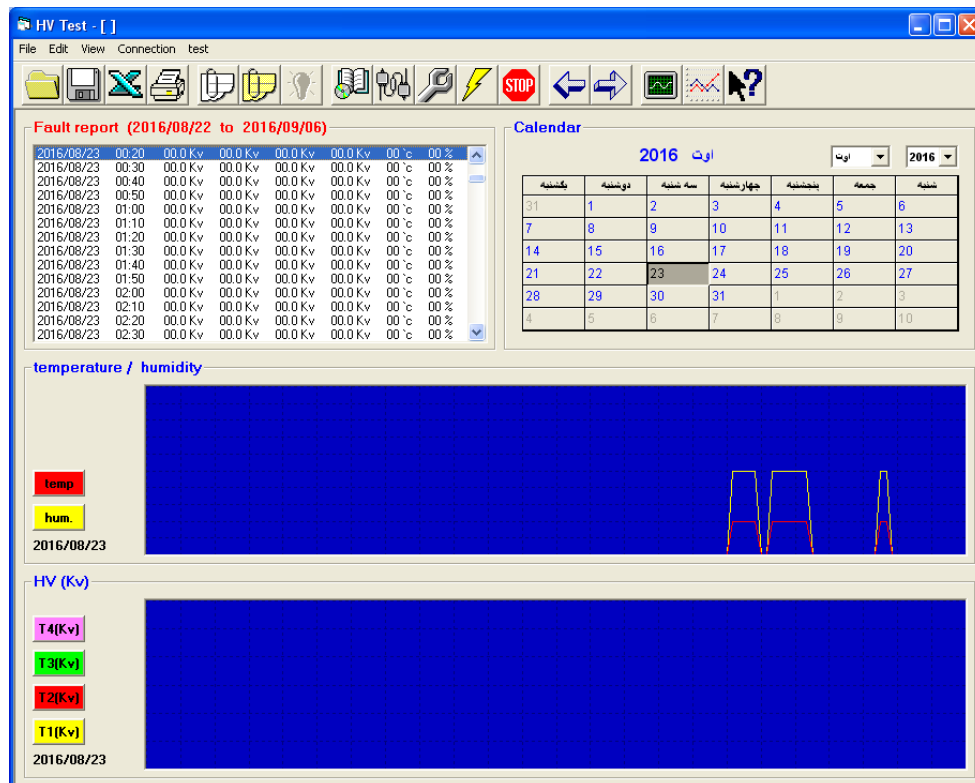 HV Test - [ ]
File Edit View Connection test
STOP
Fault report (2016/08/22 to 2016/09/06)
2016/08/23 00:20 00.0 Kv 00.0 Kv 00.0 Kv 00.0 Kv 00 `c 00 %
2016/08/23 00:30 00.0 Kv 00.0 Kv 00.0 Kv 00.0 Kv 00 `c 00 %
2016/08/23 00:40 00.0 Kv 00.0 Kv 00.0 Kv 00.0 Kv 00 `c 00 %
2016/08/23 00:50 00.0 Kv 00.0 Kv 00.0 Kv 00.0 Kv 00 `c 00 %
2016/08/23 01:00 00.0 Kv 00.0 Kv 00.0 Kv 00.0 Kv 00 `c 00 %
2016/08/23 01:10 00.0 Kv 00.0 Kv 00.0 Kv 00.0 Kv 00 `c 00 %
2016/08/23 01:20 00.0 Kv 00.0 Kv 00.0 Kv 00.0 Kv 00 `c 00 %
2016/08/23 01:30 00.0 Kv 00.0 Kv 00.0 Kv 00.0 Kv 00 `c 00 %
2016/08/23 01:40 00.0 Kv 00.0 Kv 00.0 Kv 00.0 Kv 00 `c 00 %
2016/08/23 01:50 00.0 Kv 00.0 Kv 00.0 Kv 00.0 Kv 00 `c 00 %
2016/08/23 02:00 00.0 Kv 00.0 Kv 00.0 Kv 00.0 Kv 00 `c 00 %
2016/08/23 02:10 00.0 Kv 00.0 Kv 00.0 Kv 00.0 Kv 00 `c 00 %
2016/08/23 02:20 00.0 Kv 00.0 Kv 00.0 Kv 00.0 Kv 00 `c 00 %
2016/08/23 02:30 00.0 Kv 00.0 Kv 00.0 Kv 00.0 Kv 00 `c 00 %
Calendar
اوت 2016
اوت 2016
یکشنبه دوشنبه سه شنبه چهارشنبه پنجشنبه جمعه شنبه
31 1 2 3 4 5 6
7 8 9 10 11 12 13
14 15 16 17 18 19 20
21 22 23 24 25 26 27
28 29 30 31 1 2 3
4 5 6 7 8 9 10
temperature / humidity
temp
hum.
2016/08/23
HV (Kv)
T4(Kv)
T3(Kv)
T2(Kv)
T1(Kv)
2016/08/23